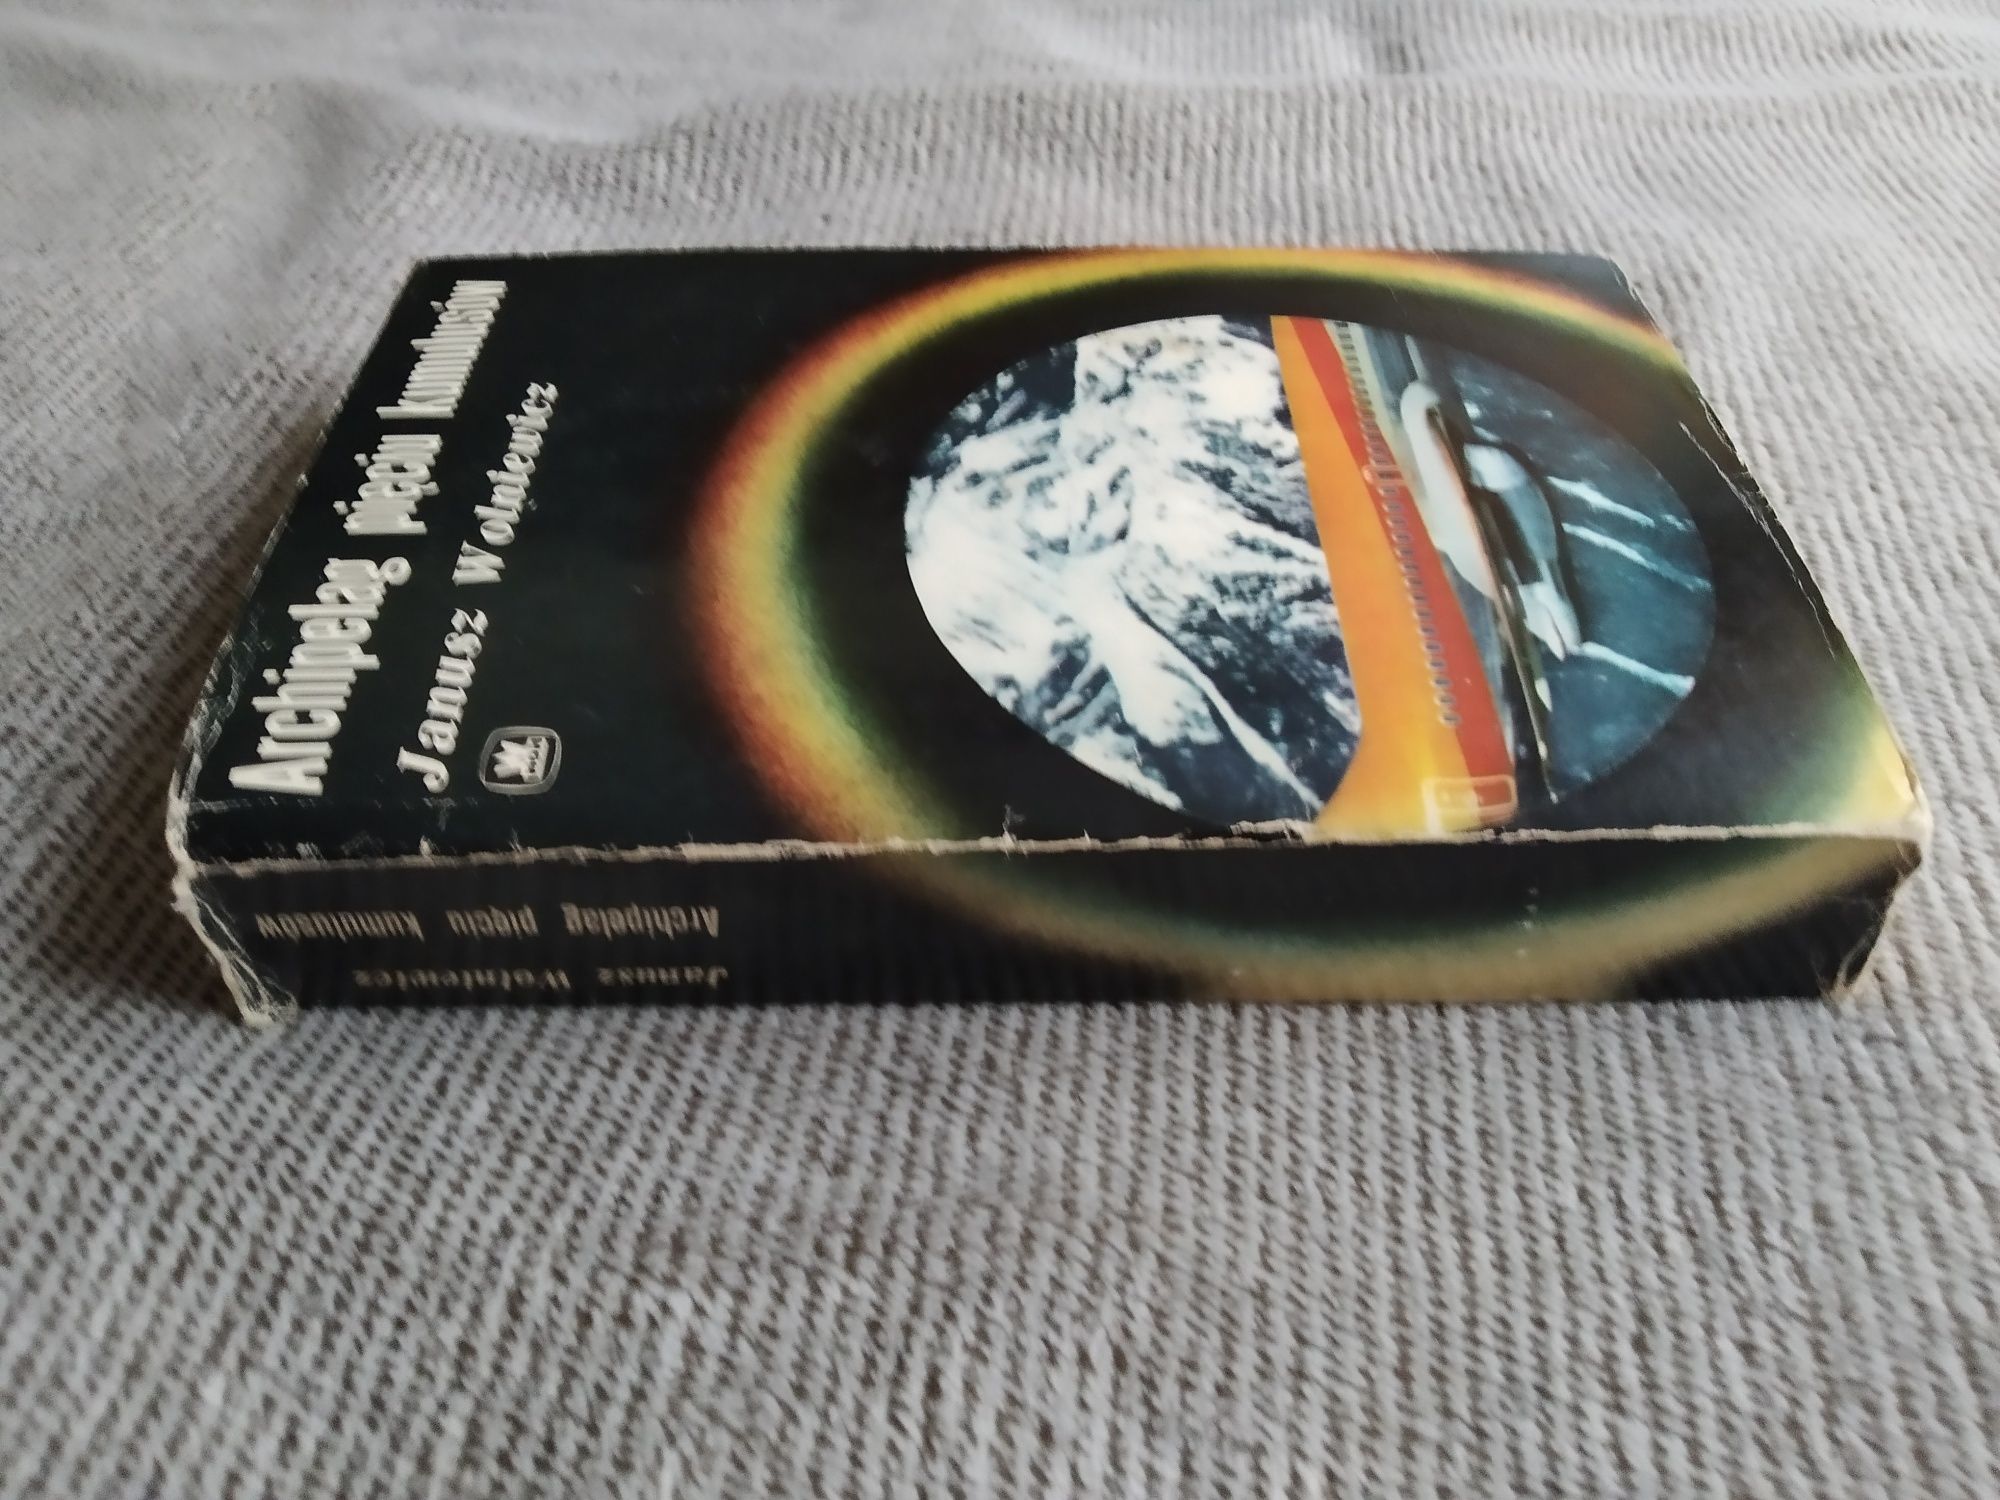 Archipelag pięciu kumulusów
Janusz Wolniewicz
Archipelag pięciu kumulusów
Janusz Wolniewicz